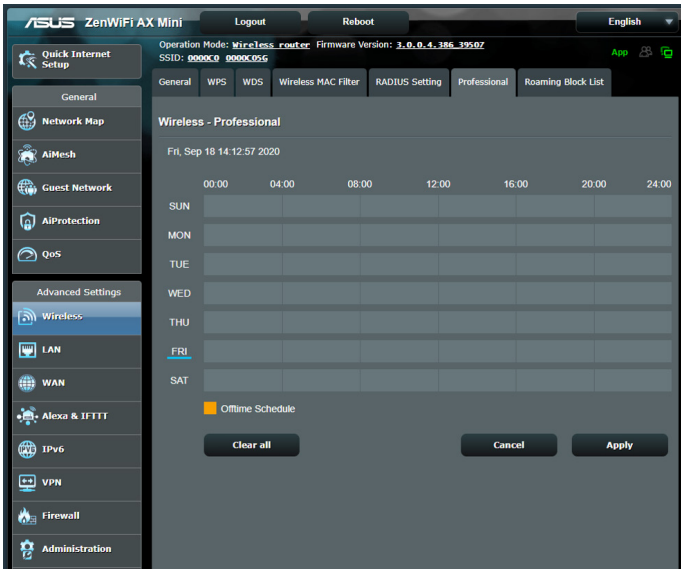 ASUS ZenWiFi AX Mini Logout Reboot English
Quick Internet Setup
General
Network Map
AiMesh
Guest Network
AiProtection
QoS
Advanced Settings
Wireless
LAN
WAN
Alexa & IFTTT
IPv6
VPN
Firewall
Administration
Operation Mode: Wireless router Firmware Version: 3.0.0.4.386_39507
SSID: 0000C0 0000C05G
App
General WPS WDS Wireless MAC Filter RADIUS Setting Professional Roaming Block List
Wireless - Professional
Fri, Sep 18 14:12:57 2020
00:00 04:00 08:00 12:00 16:00 20:00 24:00
SUN
MON
TUE
WED
THU
FRI
SAT
Offtime Schedule
Clear all Cancel Apply